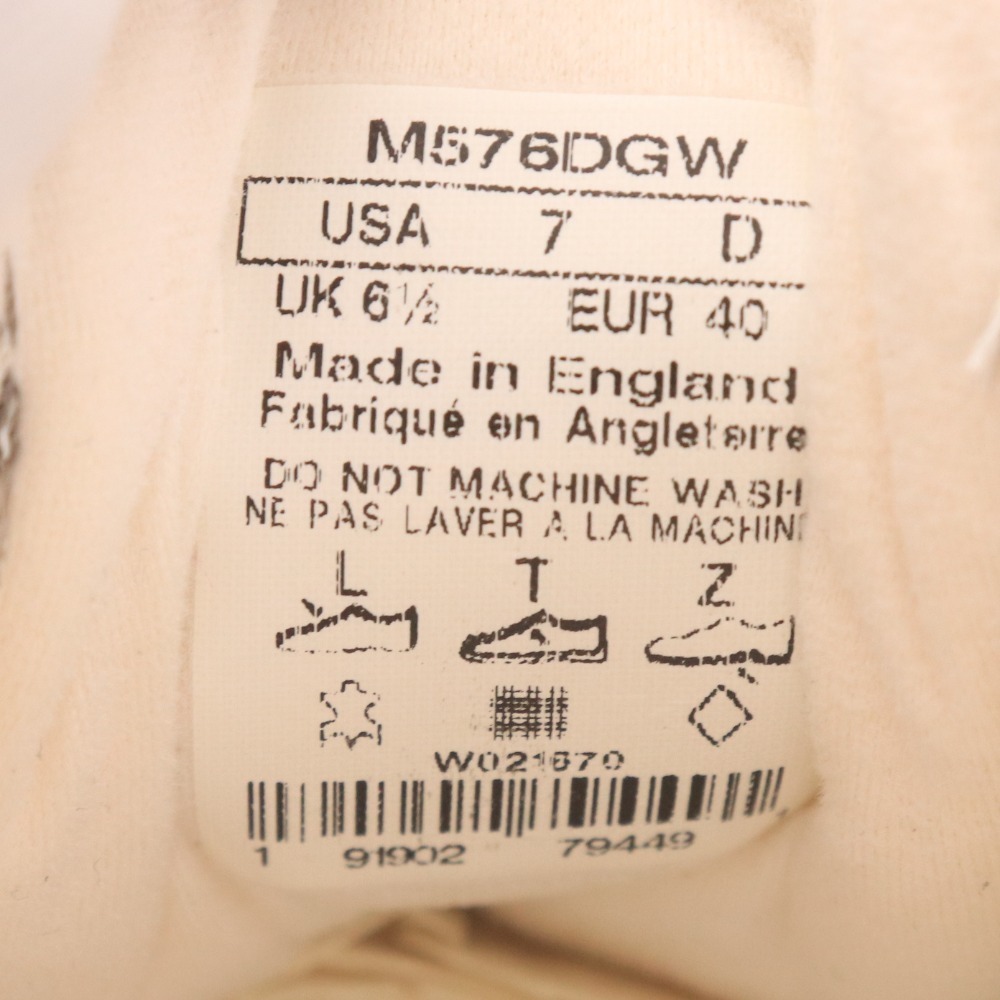 M576DGW
USA 7 D
UK 6½ EUR 40
Made in England
Fabriqué en Angleterre
DO NOT MACHINE WASH
NE PAS LAVER A LA MACHINE
L T Z
W021670
1 91902 79449